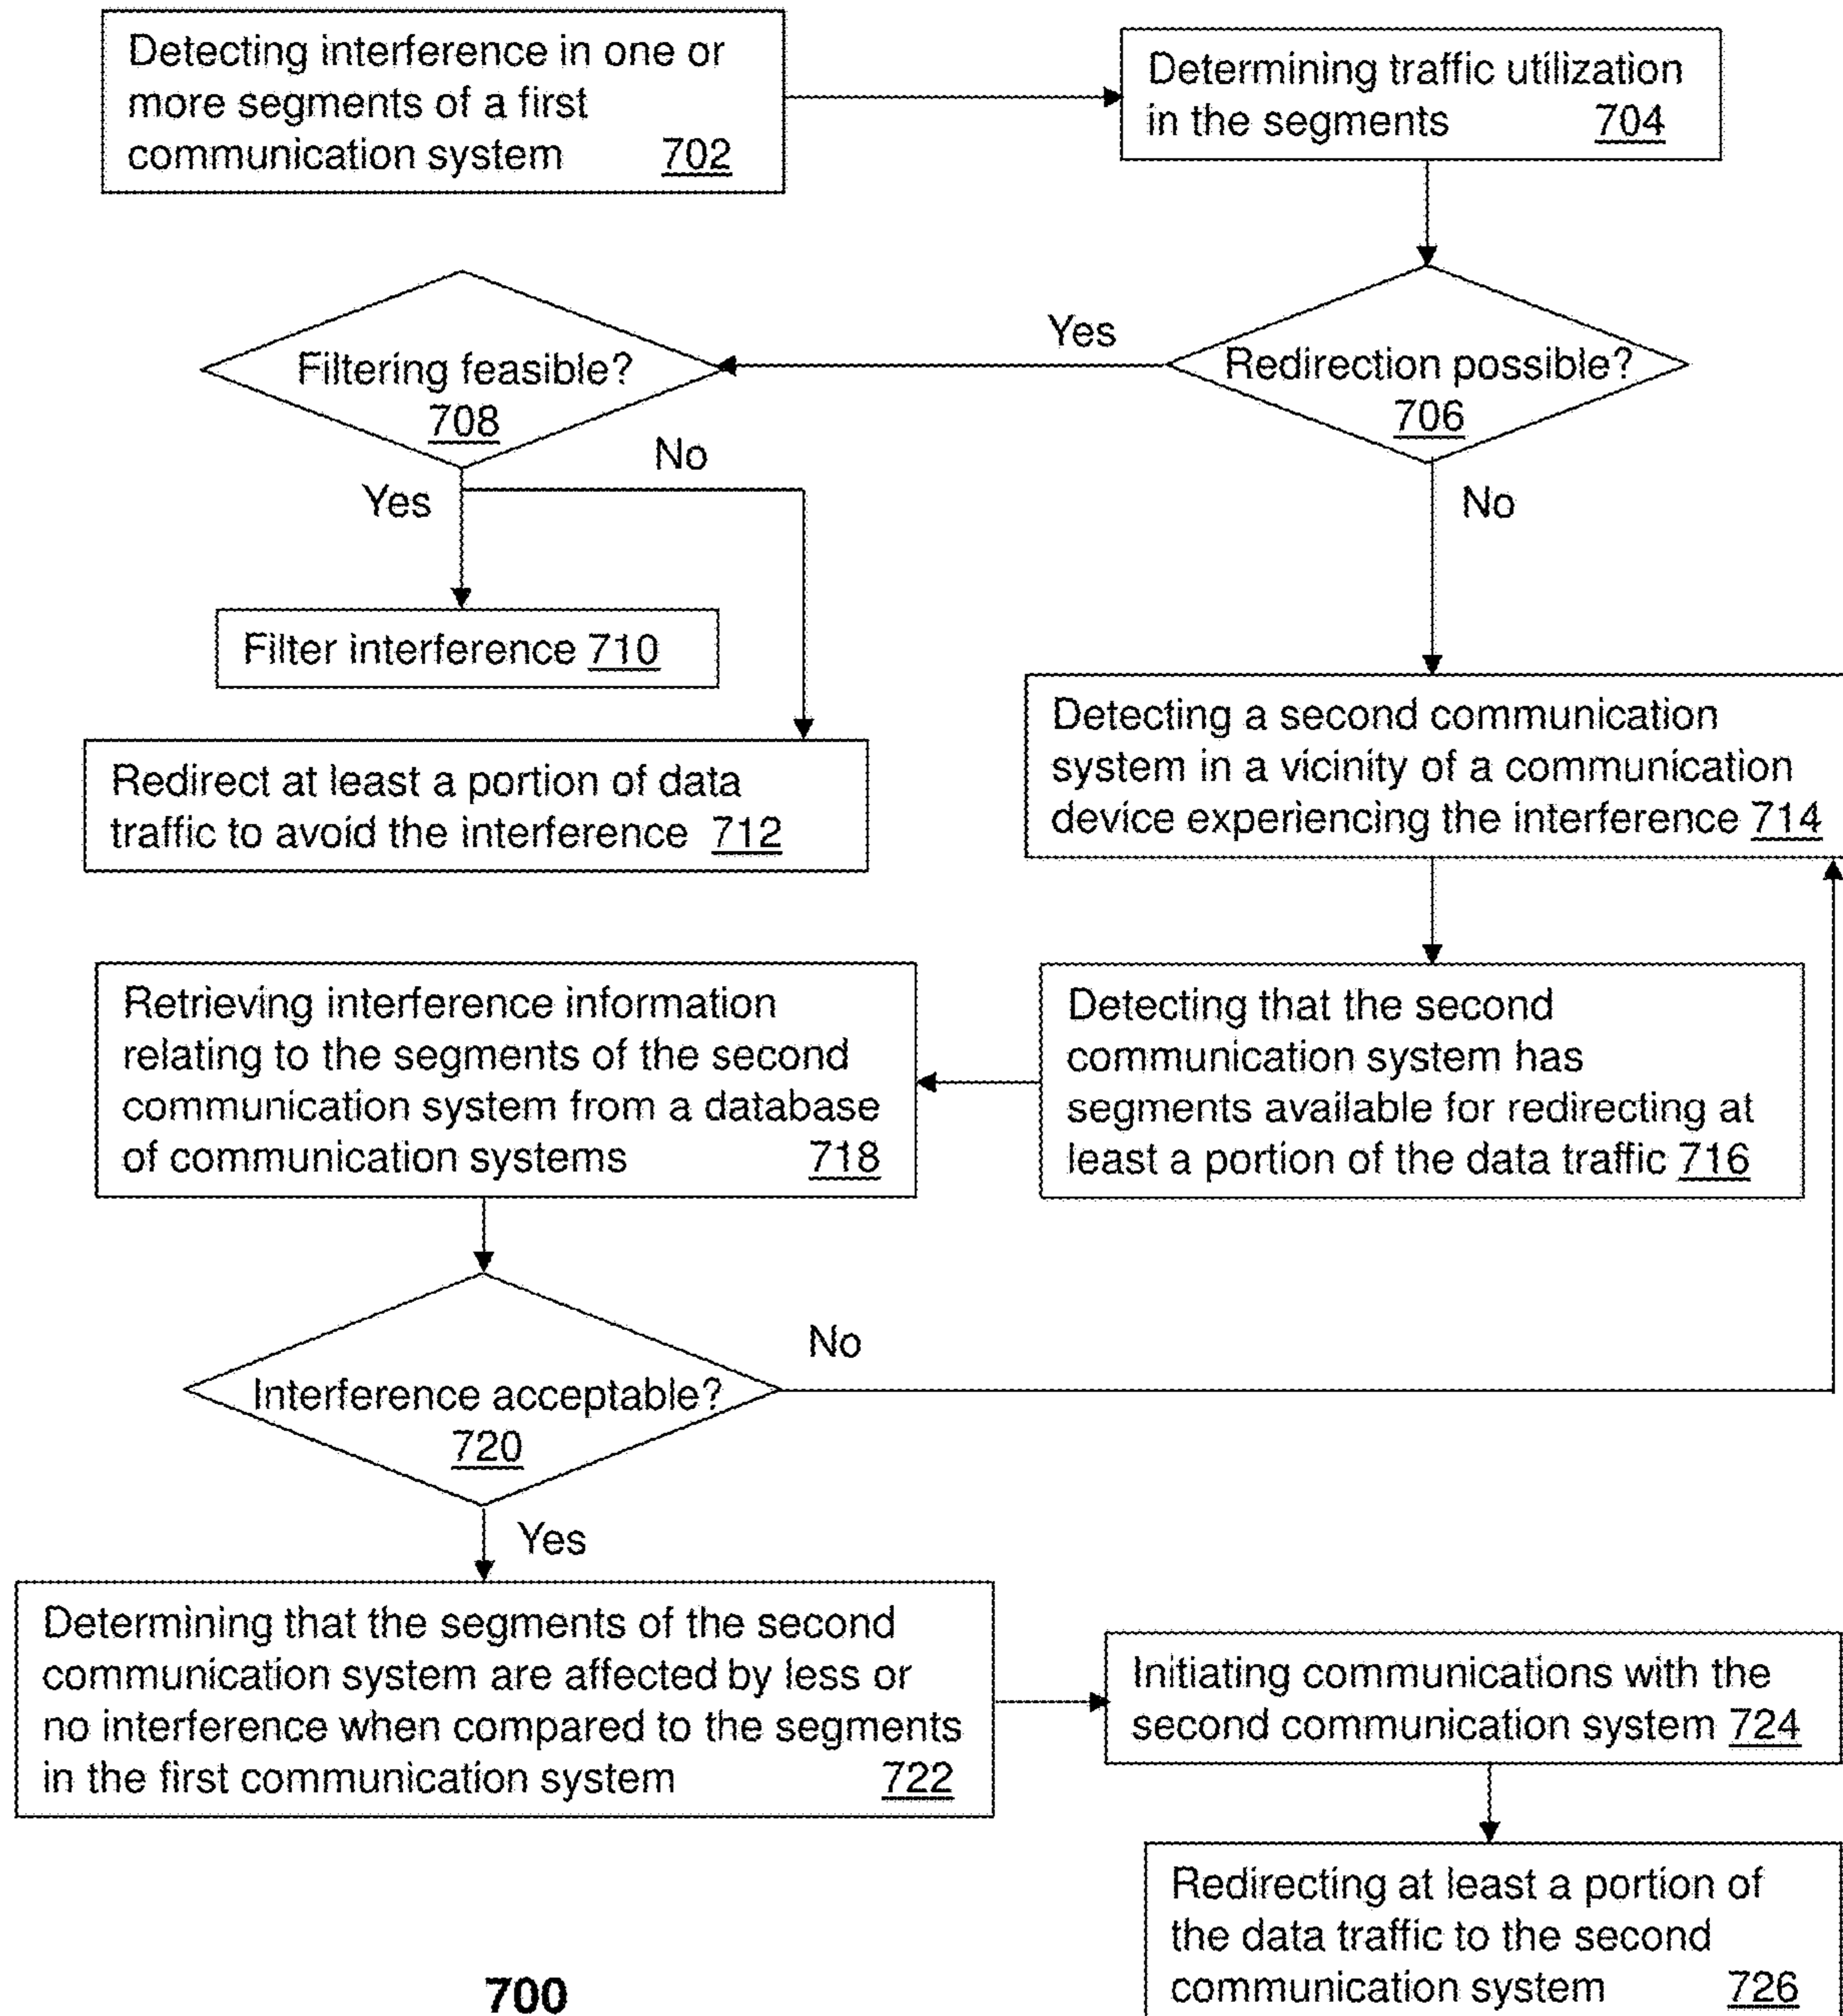 Detecting interference in one or
more segments of a first
communication system 702
Determining traffic utilization
in the segments 704
Redirection possible?
706
Yes
No
Filtering feasible?
708
No
Yes
Filter interference 710
Redirect at least a portion of data
traffic to avoid the interference 712
Detecting a second communication
system in a vicinity of a communication
device experiencing the interference 714
Detecting that the second
communication system has
segments available for redirecting at
least a portion of the data traffic 716
Retrieving interference information
relating to the segments of the second
communication system from a database
of communication systems 718
Interference acceptable?
720
No
Yes
Determining that the segments of the second
communication system are affected by less or
no interference when compared to the segments
in the first communication system 722
Initiating communications with the
second communication system 724
Redirecting at least a portion of
the data traffic to the second
communication system 726
700